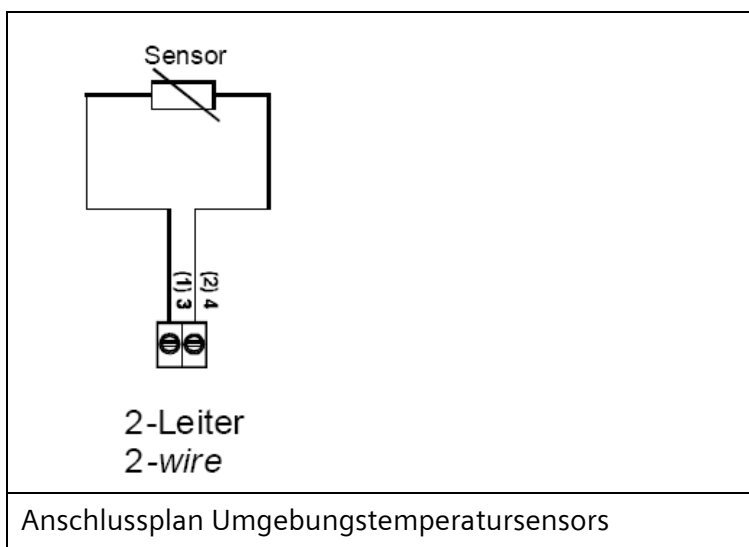 Sensor
(1) 3
(2) 4
2-Leiter
2-wire
Anschlussplan Umgebungstemperatursensors